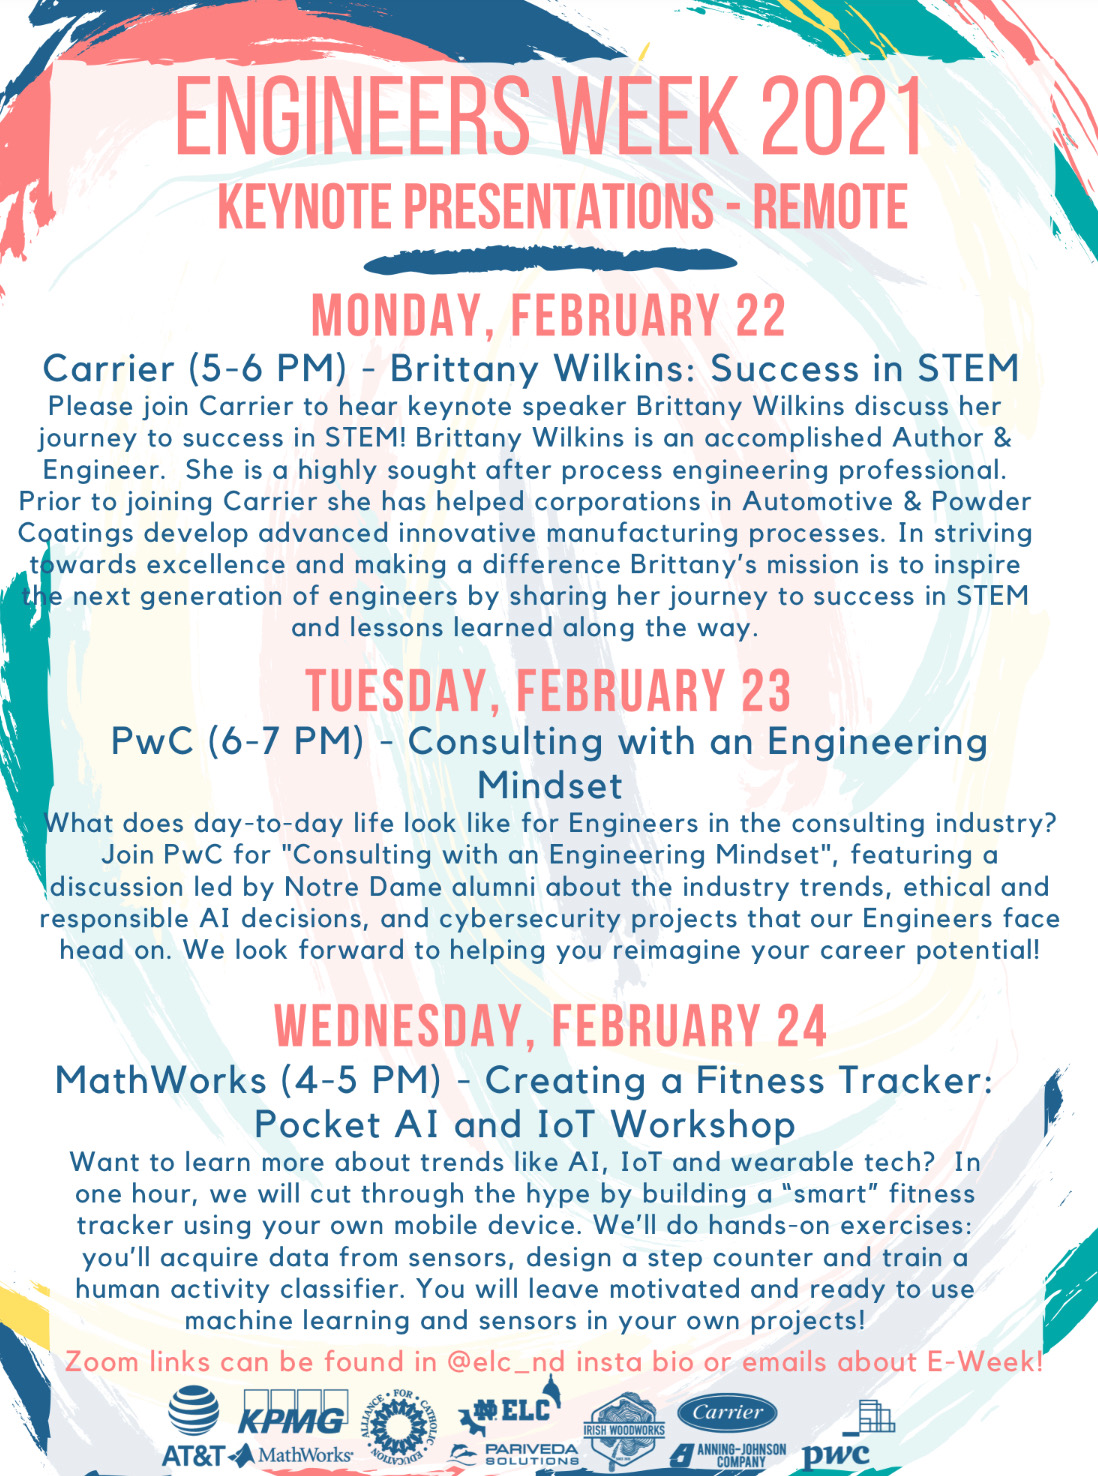 ENGINEERS WEEK 2021
KEYNOTE PRESENTATIONS - REMOTE
MONDAY, FEBRUARY 22
Carrier (5-6 PM) - Brittany Wilkins: Success in STEM
Please join Carrier to hear keynote speaker Brittany Wilkins discuss her
journey to success in STEM! Brittany Wilkins is an accomplished Author &
Engineer.  She is a highly sought after process engineering professional.
Prior to joining Carrier she has helped corporations in Automotive & Powder
Coatings develop advanced innovative manufacturing processes. In striving
towards excellence and making a difference Brittany's mission is to inspire
the next generation of engineers by sharing her journey to success in STEM
and lessons learned along the way.
TUESDAY, FEBRUARY 23
PwC (6-7 PM) - Consulting with an Engineering
Mindset
What does day-to-day life look like for Engineers in the consulting industry?
Join PwC for "Consulting with an Engineering Mindset", featuring a
discussion led by Notre Dame alumni about the industry trends, ethical and
responsible AI decisions, and cybersecurity projects that our Engineers face
head on. We look forward to helping you reimagine your career potential!
WEDNESDAY, FEBRUARY 24
MathWorks (4-5 PM) - Creating a Fitness Tracker:
Pocket AI and IoT Workshop
Want to learn more about trends like AI, IoT and wearable tech?  In
one hour, we will cut through the hype by building a “smart” fitness
tracker using your own mobile device. We'll do hands-on exercises:
you'll acquire data from sensors, design a step counter and train a
human activity classifier. You will leave motivated and ready to use
machine learning and sensors in your own projects!
Zoom links can be found in @elc_nd insta bio or emails about E-Week!
AT&T
KPMG
MathWorks
ALLIANCE • FOR • CATHOLIC • EDUCATION •
ND ELC
PARIVEDA
SOLUTIONS
IRISH WOODWORKS
Carrier
ANNING-JOHNSON
COMPANY
pwc